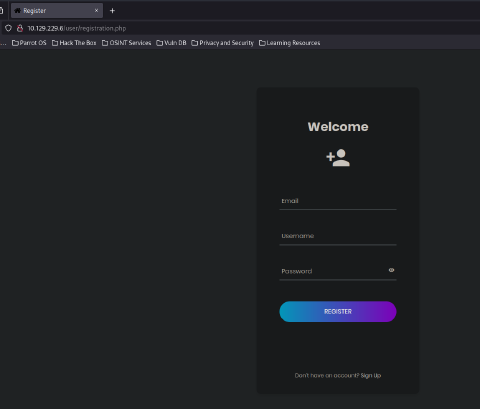 Register
10.129.229.6/user/registration.php
... Parrot OS Hack The Box OSINT Services Vuln DB Privacy and Security Learning Resources
Welcome
Email
Username
Password
REGISTER
Don't have an account? Sign Up